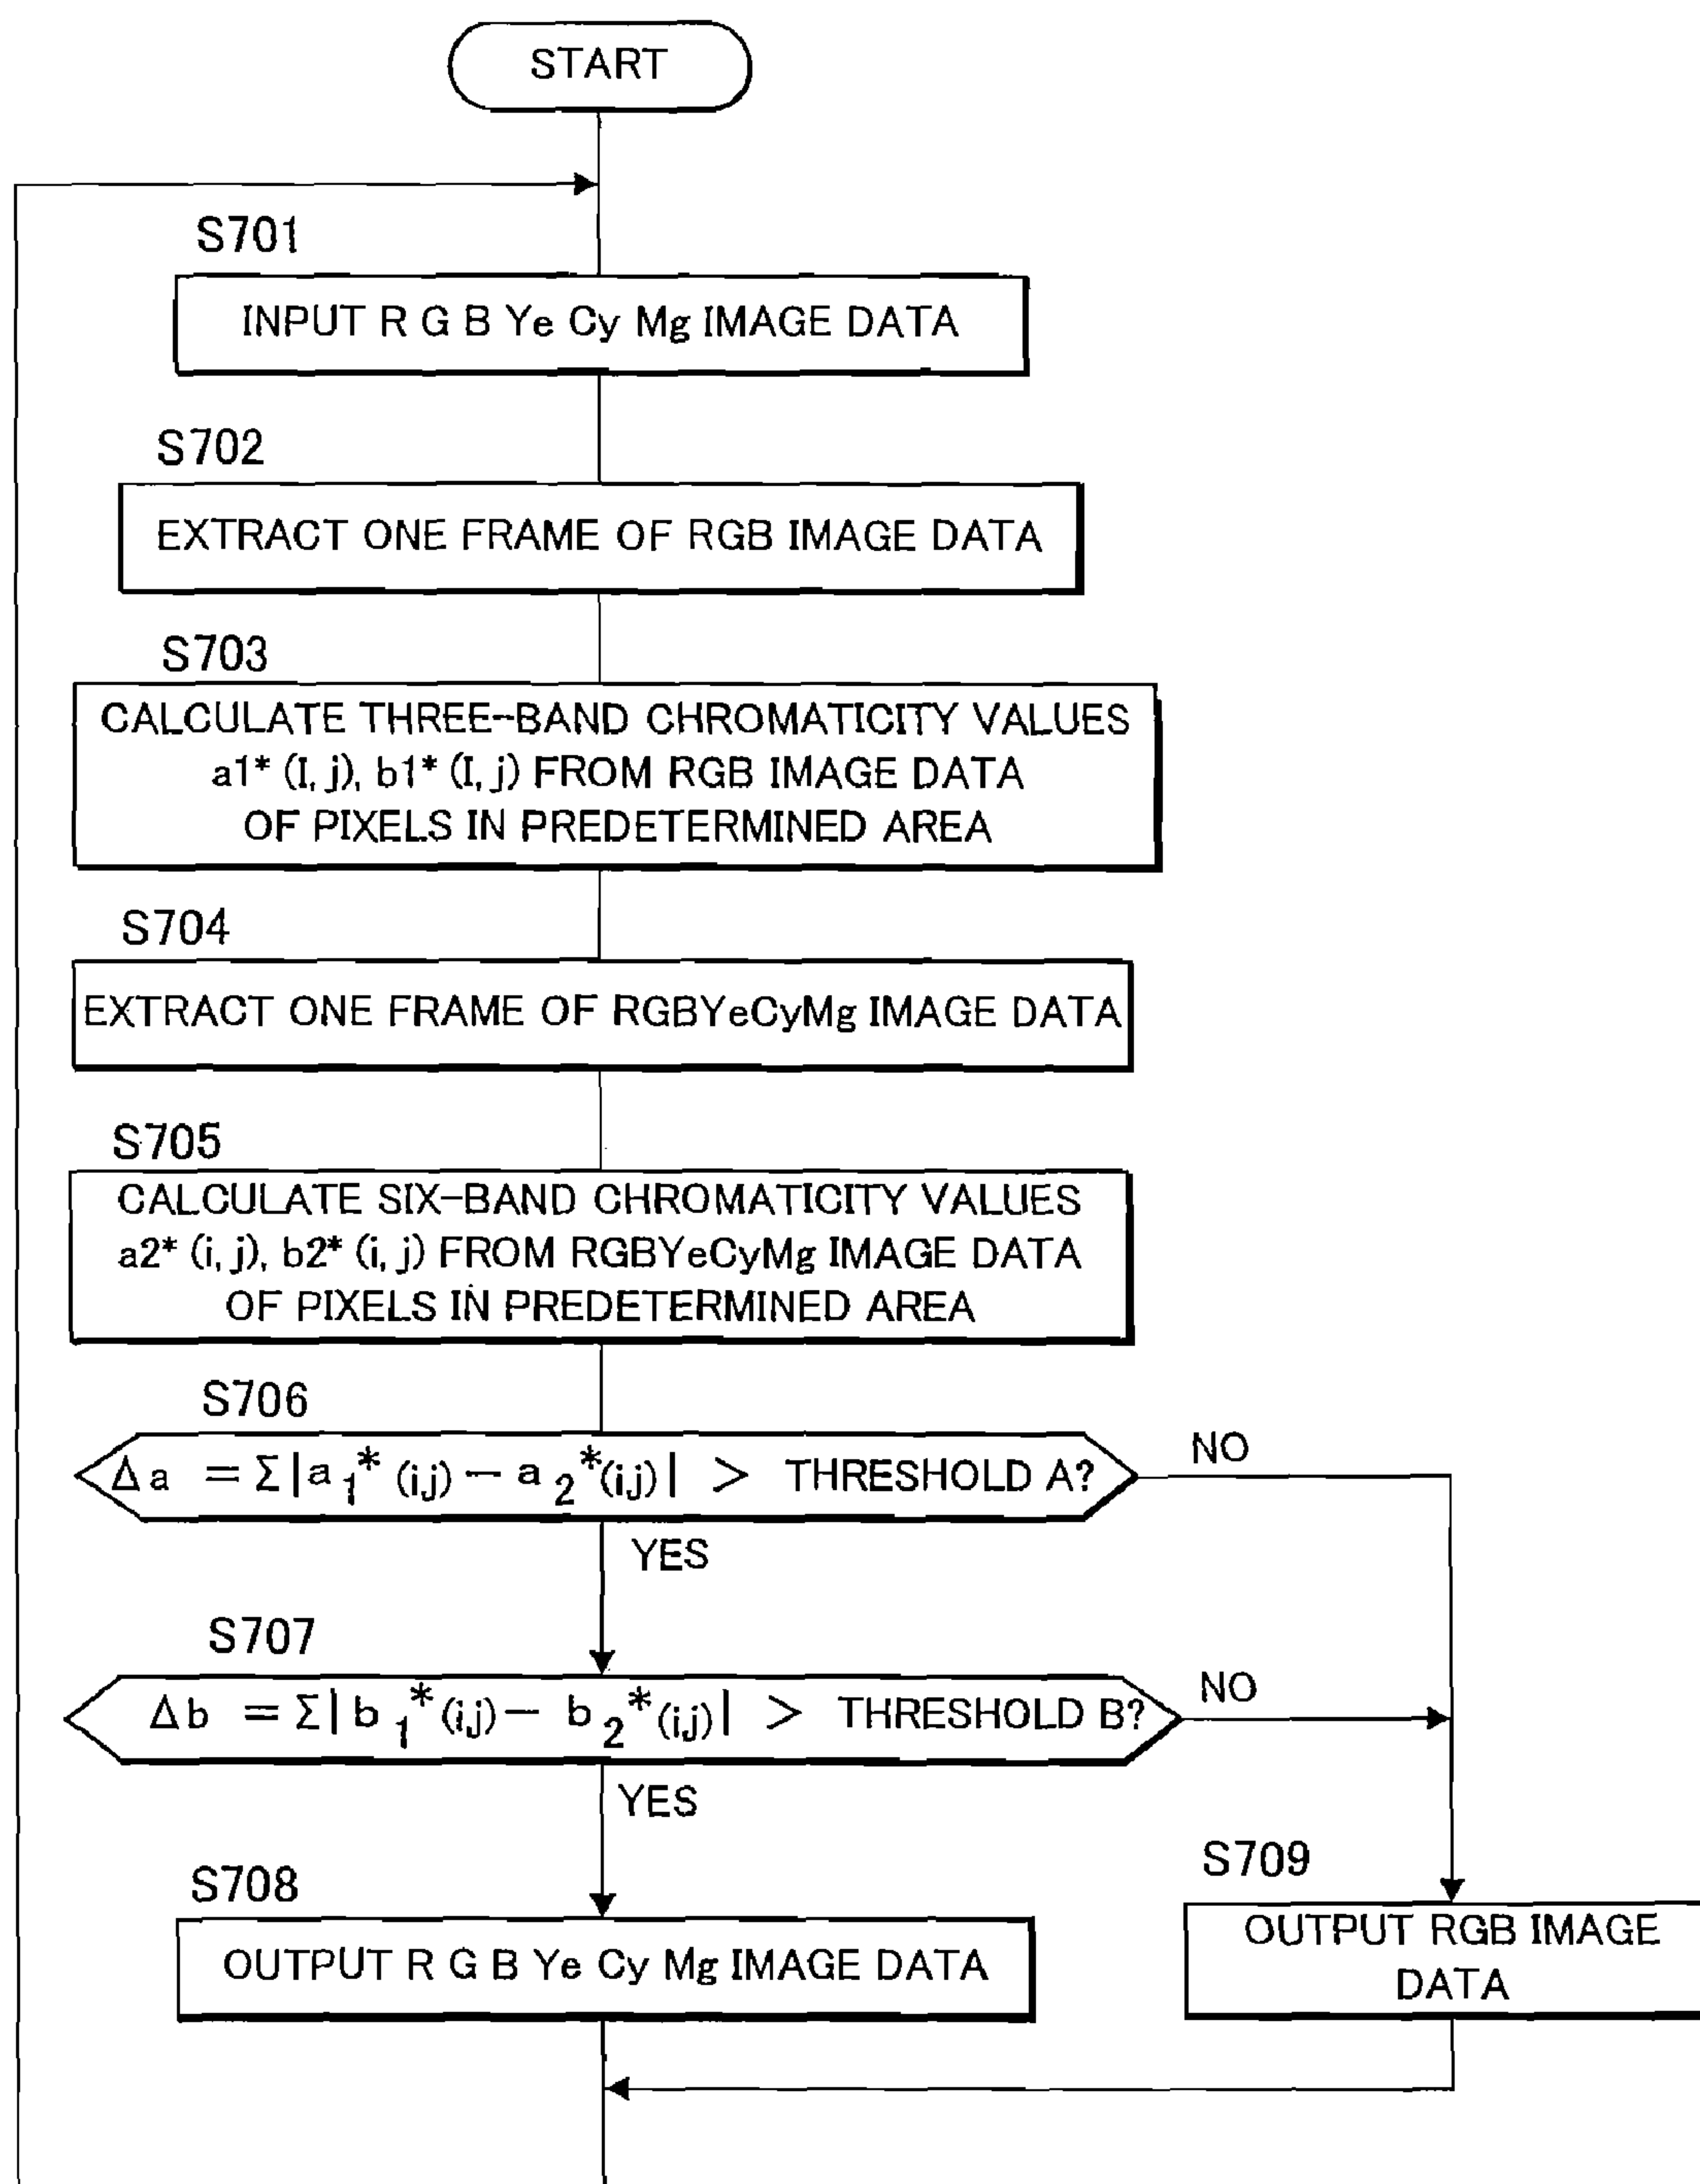 START
S701
INPUT R G B Ye Cy Mg IMAGE DATA
S702
EXTRACT ONE FRAME OF RGB IMAGE DATA
S703
CALCULATE THREE-BAND CHROMATICITY VALUES
a1* (I, j), b1* (I, j) FROM RGB IMAGE DATA
OF PIXELS IN PREDETERMINED AREA
S704
EXTRACT ONE FRAME OF RGBYeCyMg IMAGE DATA
S705
CALCULATE SIX-BAND CHROMATICITY VALUES
a2* (i, j), b2* (i, j) FROM RGBYeCyMg IMAGE DATA
OF PIXELS IN PREDETERMINED AREA
S706
Δa = Σ|a₁* (i,j) − a₂*(i,j)| > THRESHOLD A?
NO
YES
S707
Δb = Σ|b₁*(i,j) − b₂*(i,j)| > THRESHOLD B?
NO
YES
S708
OUTPUT R G B Ye Cy Mg IMAGE DATA
S709
OUTPUT RGB IMAGE
DATA